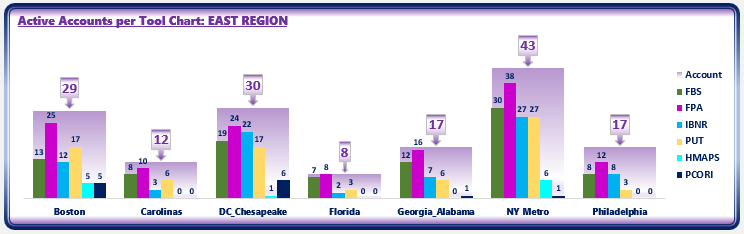 Active Accounts per Tool Chart: EAST REGION
29
12
30
8
17
43
17
13 25 12 17 5 5
8 10 3 6 0 0
19 24 22 17 1 6
7 8 2 3 0 0
12 16 7 6 0 1
30 38 27 27 6 1
8 12 8 3 0 0
Boston
Carolinas
DC_Chesapeake
Florida
Georgia_Alabama
NY Metro
Philadelphia
Account
FBS
FPA
IBNR
PUT
HMAPS
PCORI